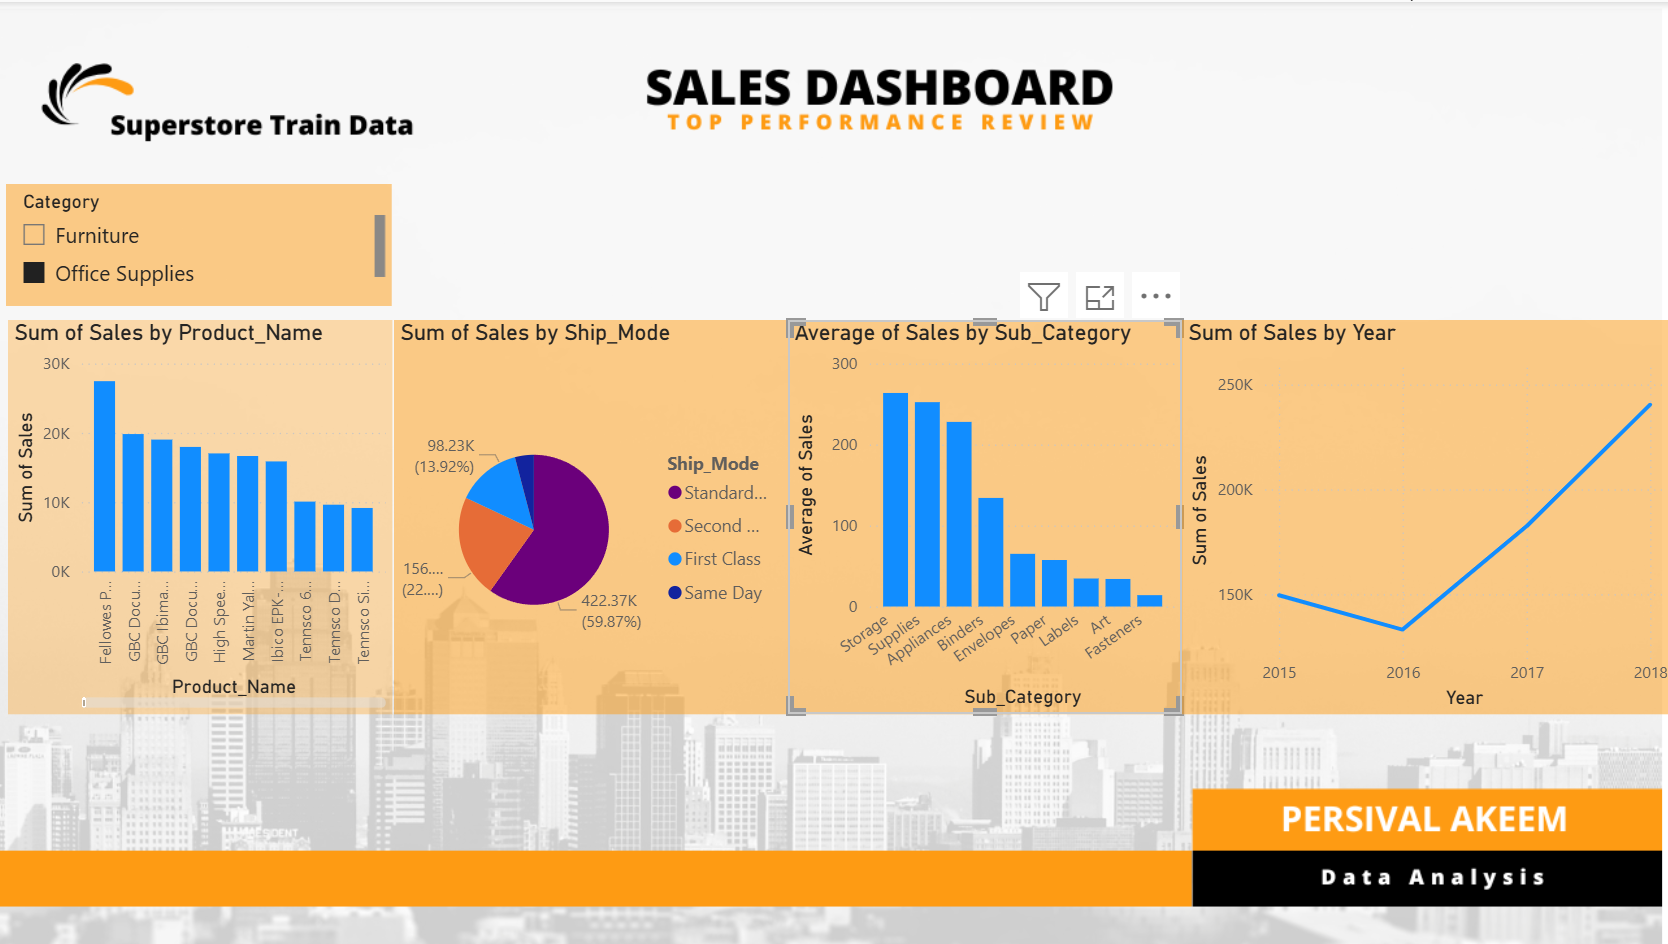 SALES DASHBOARD
TOP PERFORMANCE REVIEW
Superstore Train Data
Category
Furniture
Office Supplies
Sum of Sales by Product_Name
30K
20K
10K
0K
Sum of Sales
Fellowes P...
GBC Docu...
GBC Ibima...
GBC Docu...
High Spee...
Martin Yal...
Ibico EPK-...
Tennsco 6...
Tennsco D...
Tennsco Si...
Product_Name
Sum of Sales by Ship_Mode
98.23K
(13.92%)
156....
(22....)
422.37K
(59.87%)
Ship_Mode
Standard...
Second ...
First Class
Same Day
Average of Sales by Sub_Category
300
200
100
0
Average of Sales
Storage
Supplies
Appliances
Binders
Envelopes
Paper
Labels
Art
Fasteners
Sub_Category
Sum of Sales by Year
250K
200K
150K
Sum of Sales
2015 2016 2017 2018
Year
PERSIVAL AKEEM
Data Analysis